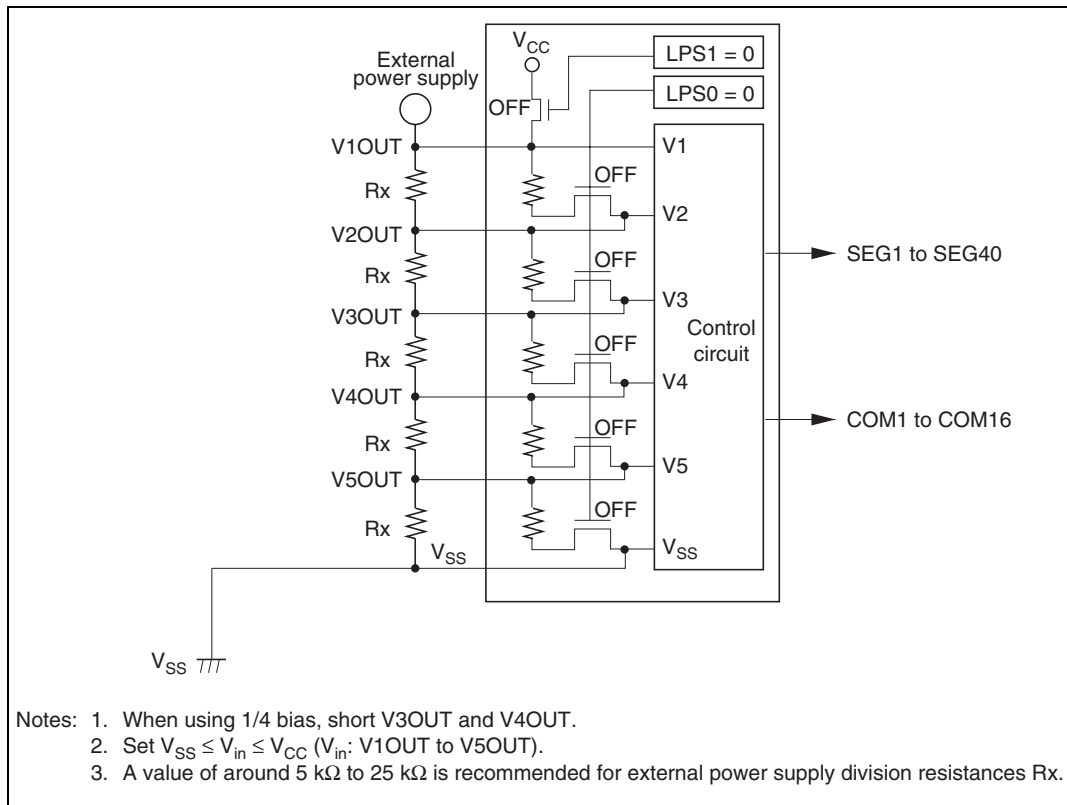 External
power supply
V1OUT
Rx
V2OUT
Rx
V3OUT
Rx
V4OUT
Rx
V5OUT
Rx
VSS
VSS
VCC
OFF
LPS1 = 0
LPS0 = 0
V1
OFF
V2
OFF
V3
Control
circuit
OFF
V4
OFF
V5
OFF
VSS
SEG1 to SEG40
COM1 to COM16
Notes: 1. When using 1/4 bias, short V3OUT and V4OUT.
2. Set VSS ≤ Vin ≤ VCC (Vin: V1OUT to V5OUT).
3. A value of around 5 kΩ to 25 kΩ is recommended for external power supply division resistances Rx.